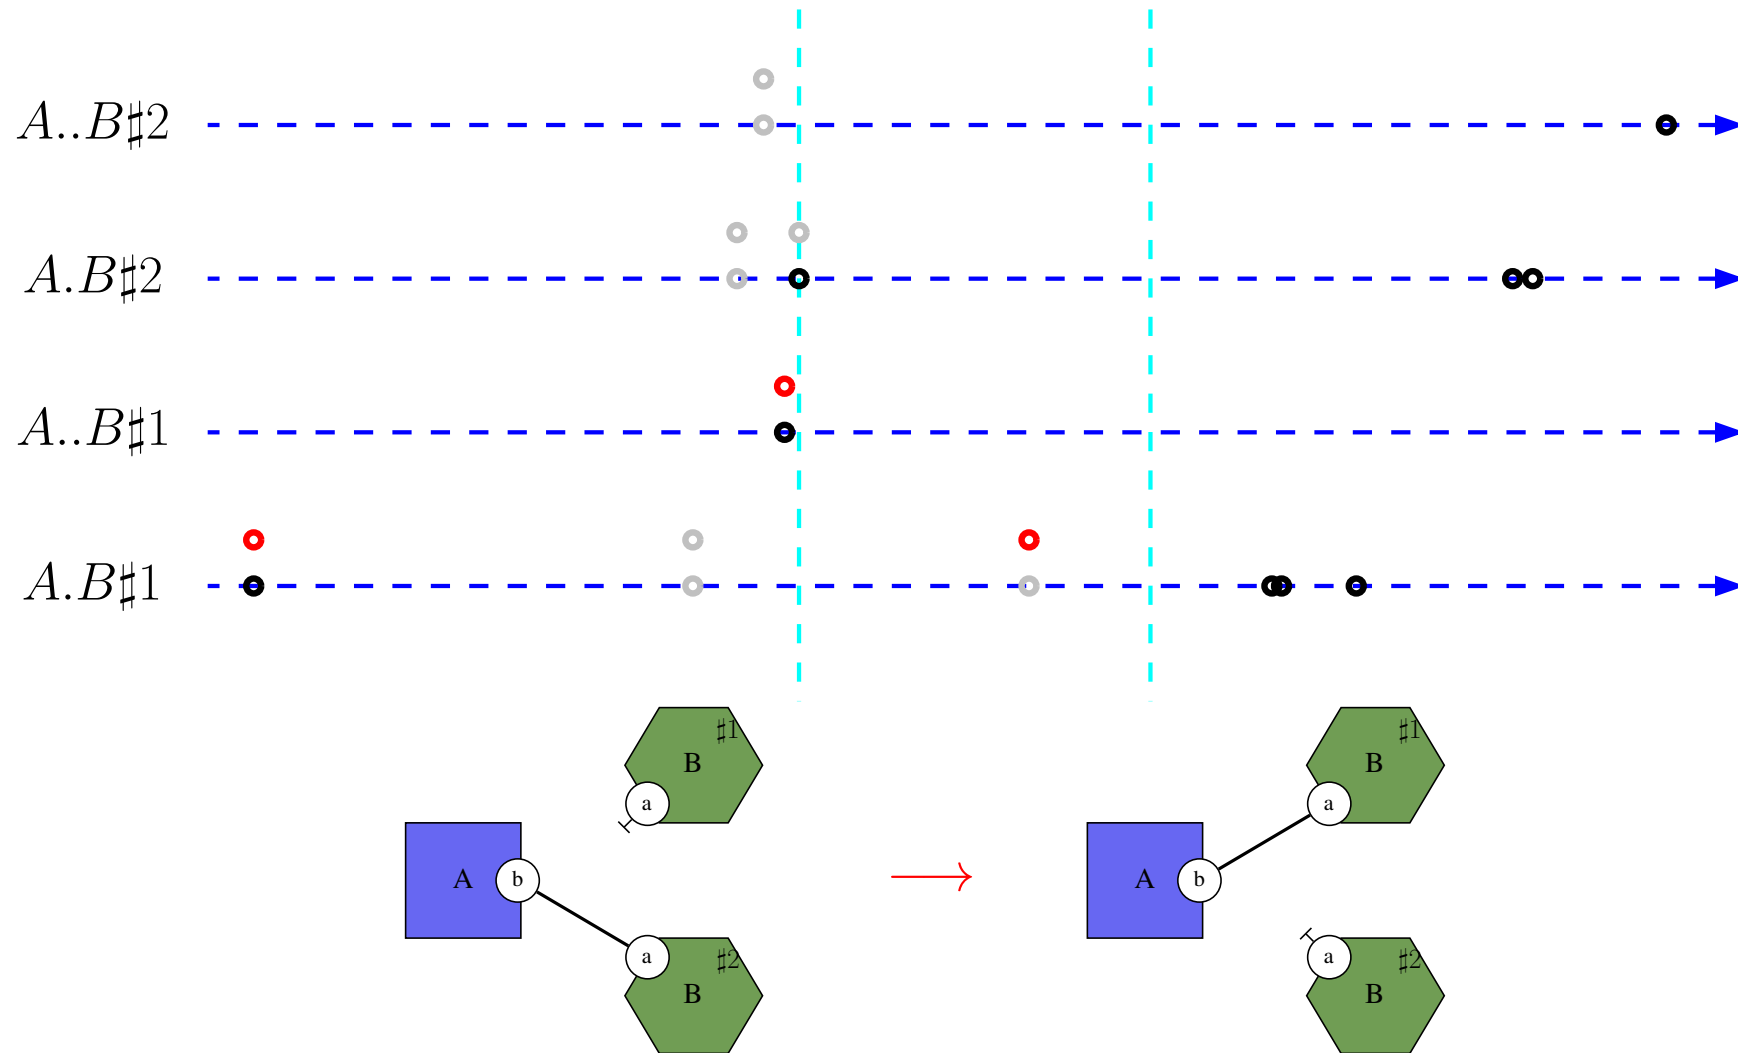 A..B♯2
A.B♯2
A..B♯1
A.B♯1
♯1 ♯1
B B
a a
A b A b
a ♯2 a ♯2
B B